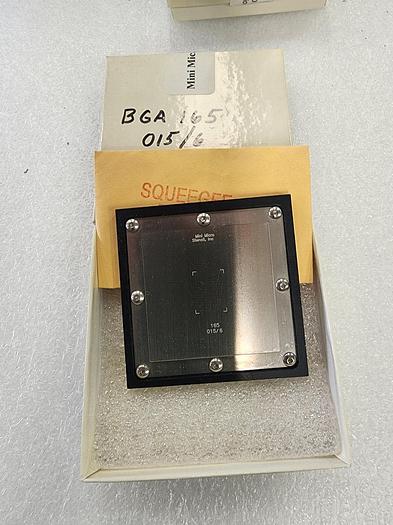 Mini Mic
BGA 165
015/6
SQUEEGEE
Mini Micro
Stencil, Inc
165
015/6